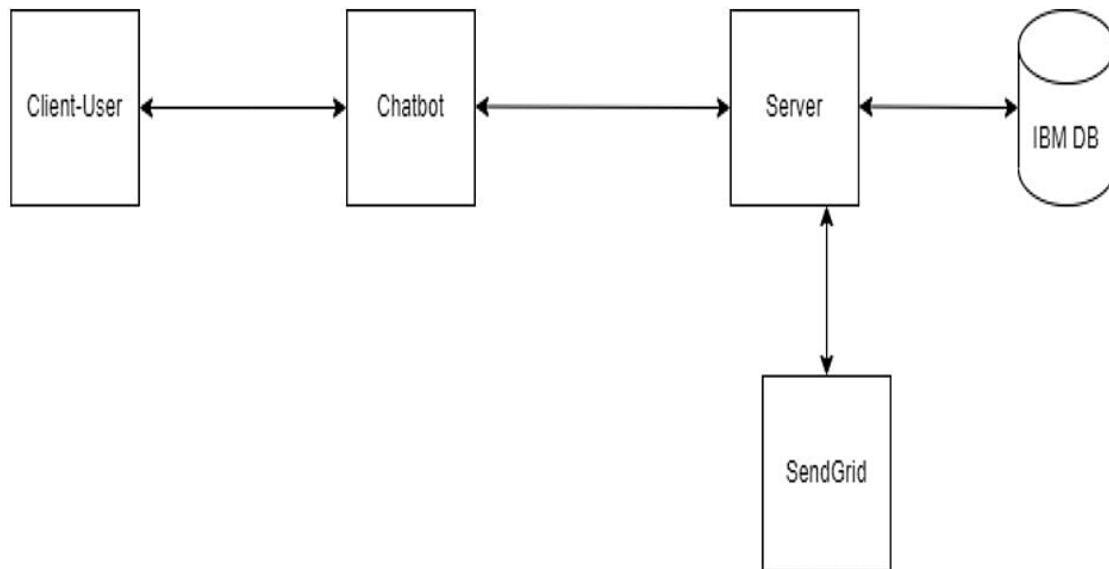 Client-User
Chatbot
Server
IBM DB
SendGrid